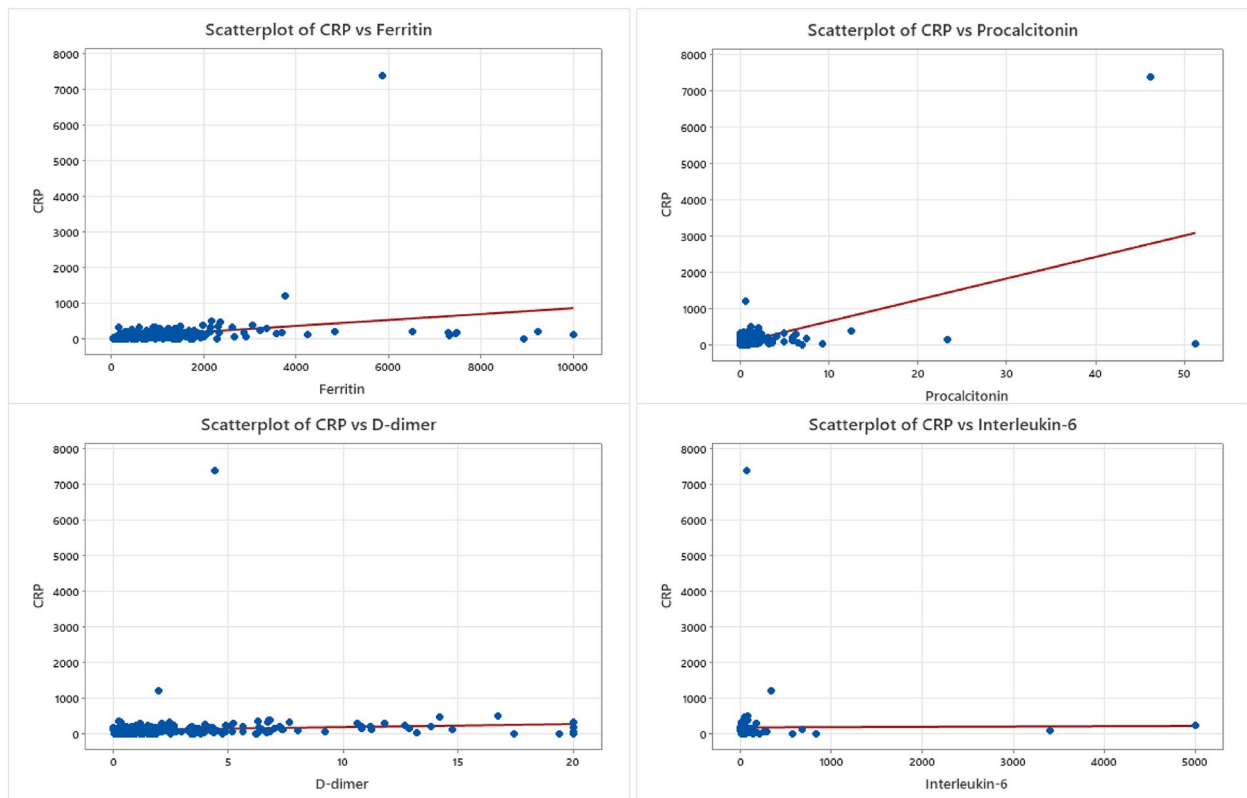 Scatterplot of CRP vs Ferritin
8000
7000
6000
5000
4000
3000
2000
1000
0
CRP
0 2000 4000 6000 8000 10000
Ferritin
Scatterplot of CRP vs Procalcitonin
8000
7000
6000
5000
4000
3000
2000
1000
0
CRP
0 10 20 30 40 50
Procalcitonin
Scatterplot of CRP vs D-dimer
8000
7000
6000
5000
4000
3000
2000
1000
0
CRP
0 5 10 15 20
D-dimer
Scatterplot of CRP vs Interleukin-6
8000
7000
6000
5000
4000
3000
2000
1000
0
CRP
0 1000 2000 3000 4000 5000
Interleukin-6